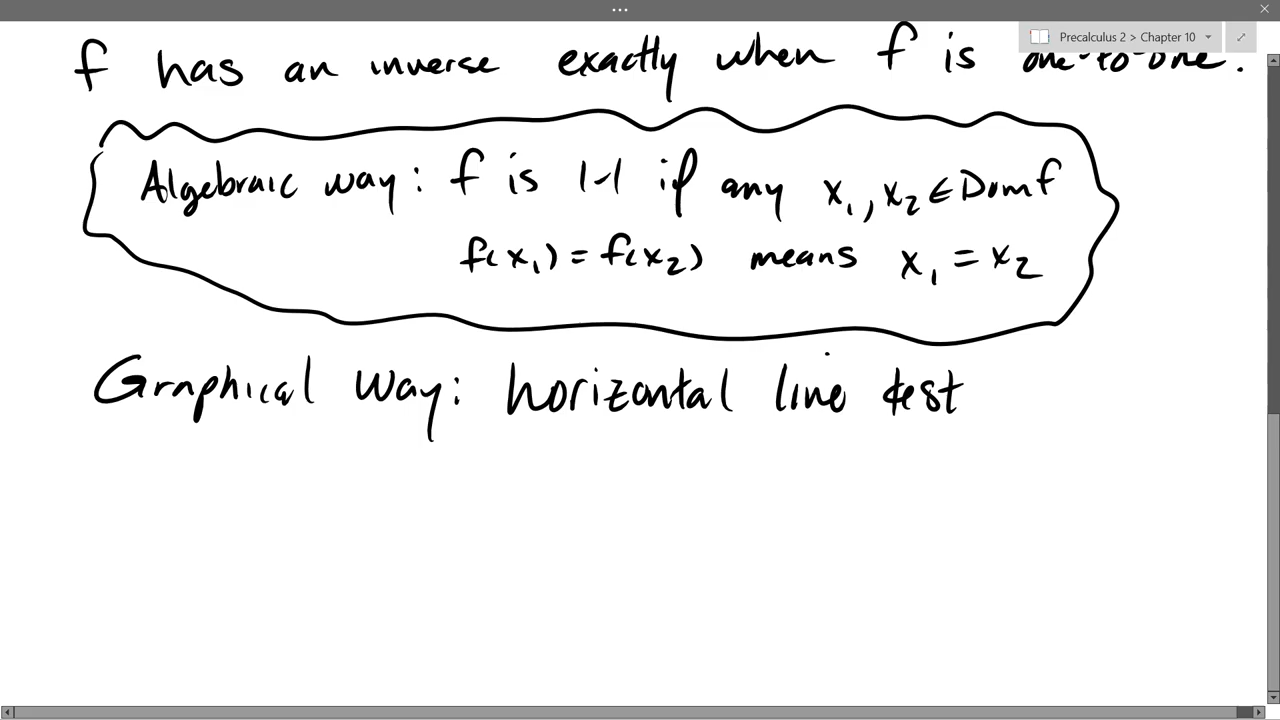 Precalculus 2 > Chapter 10
f has an inverse exactly when f is one-to-one.
Algebraic way: f is 1-1 if any x₁, x₂ ∈ Dom f
f(x₁) = f(x₂) means x₁ = x₂
Graphical Way: horizontal line test